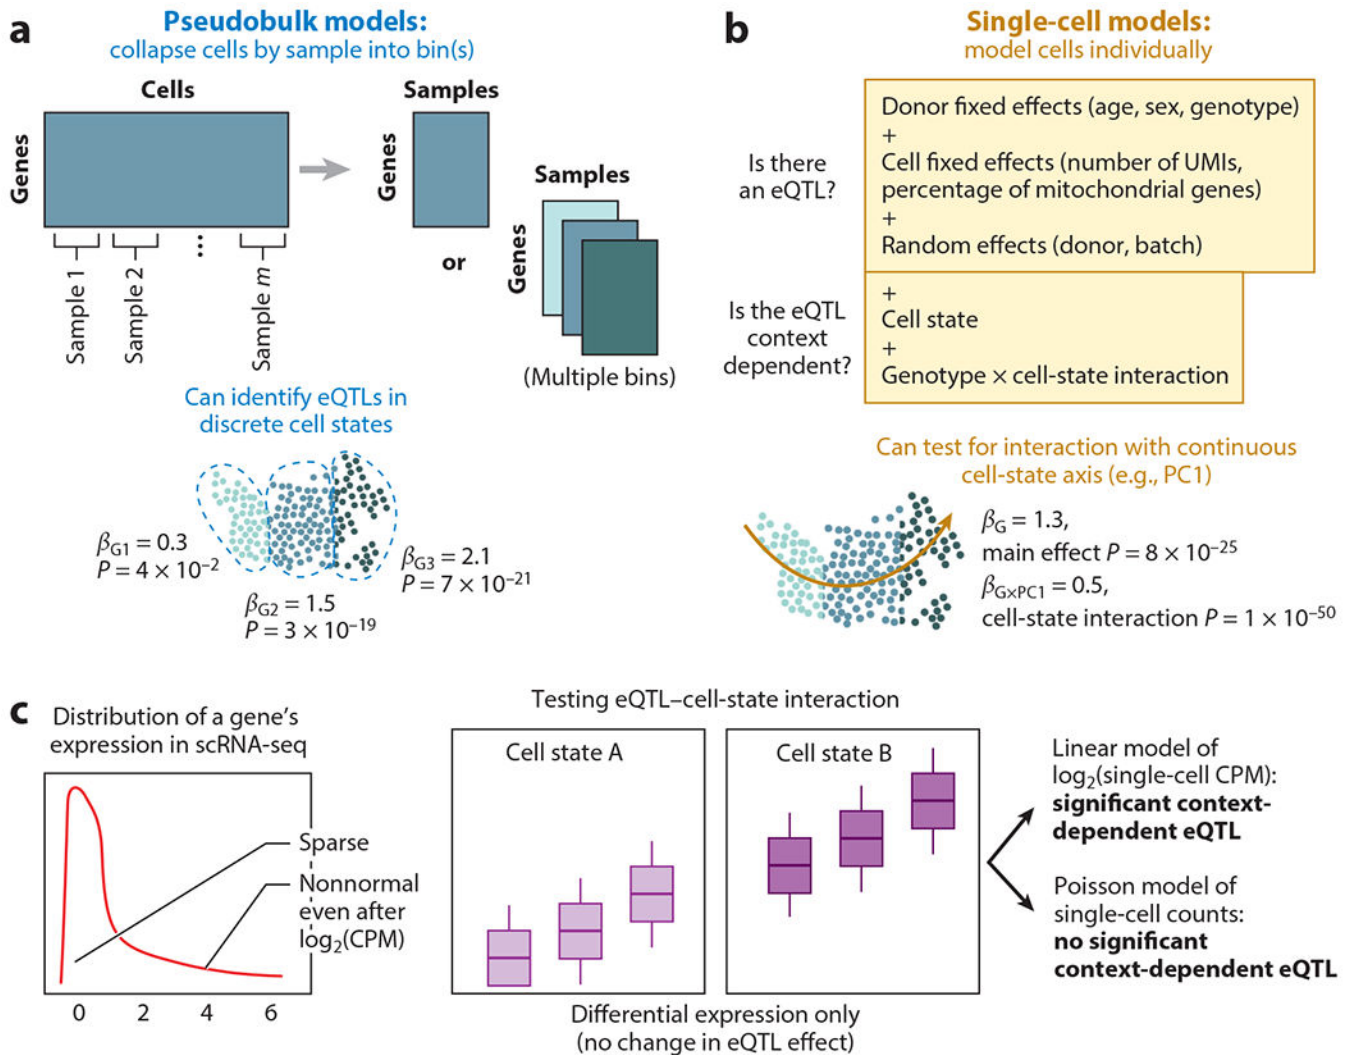 a
Pseudobulk models:
collapse cells by sample into bin(s)
Cells
Genes
Sample 1
Sample 2
...
Sample m
Samples
Genes
or
Samples
Genes
(Multiple bins)
Can identify eQTLs in
discrete cell states
βG1 = 0.3
P = 4 × 10–2
βG2 = 1.5
P = 3 × 10–19
βG3 = 2.1
P = 7 × 10–21
b
Single-cell models:
model cells individually
Is there
an eQTL?
Donor fixed effects (age, sex, genotype)
+
Cell fixed effects (number of UMIs,
percentage of mitochondrial genes)
+
Random effects (donor, batch)
Is the eQTL
context
dependent?
+
Cell state
+
Genotype × cell-state interaction
Can test for interaction with continuous
cell-state axis (e.g., PC1)
βG = 1.3,
main effect P = 8 × 10–25
βG×PC1 = 0.5,
cell-state interaction P = 1 × 10–50
c
Distribution of a gene's
expression in scRNA-seq
Sparse
Nonnormal
even after
log2(CPM)
0 2 4 6
Testing eQTL–cell-state interaction
Cell state A
Cell state B
Differential expression only
(no change in eQTL effect)
Linear model of
log2(single-cell CPM):
significant context-
dependent eQTL
Poisson model of
single-cell counts:
no significant
context-dependent eQTL